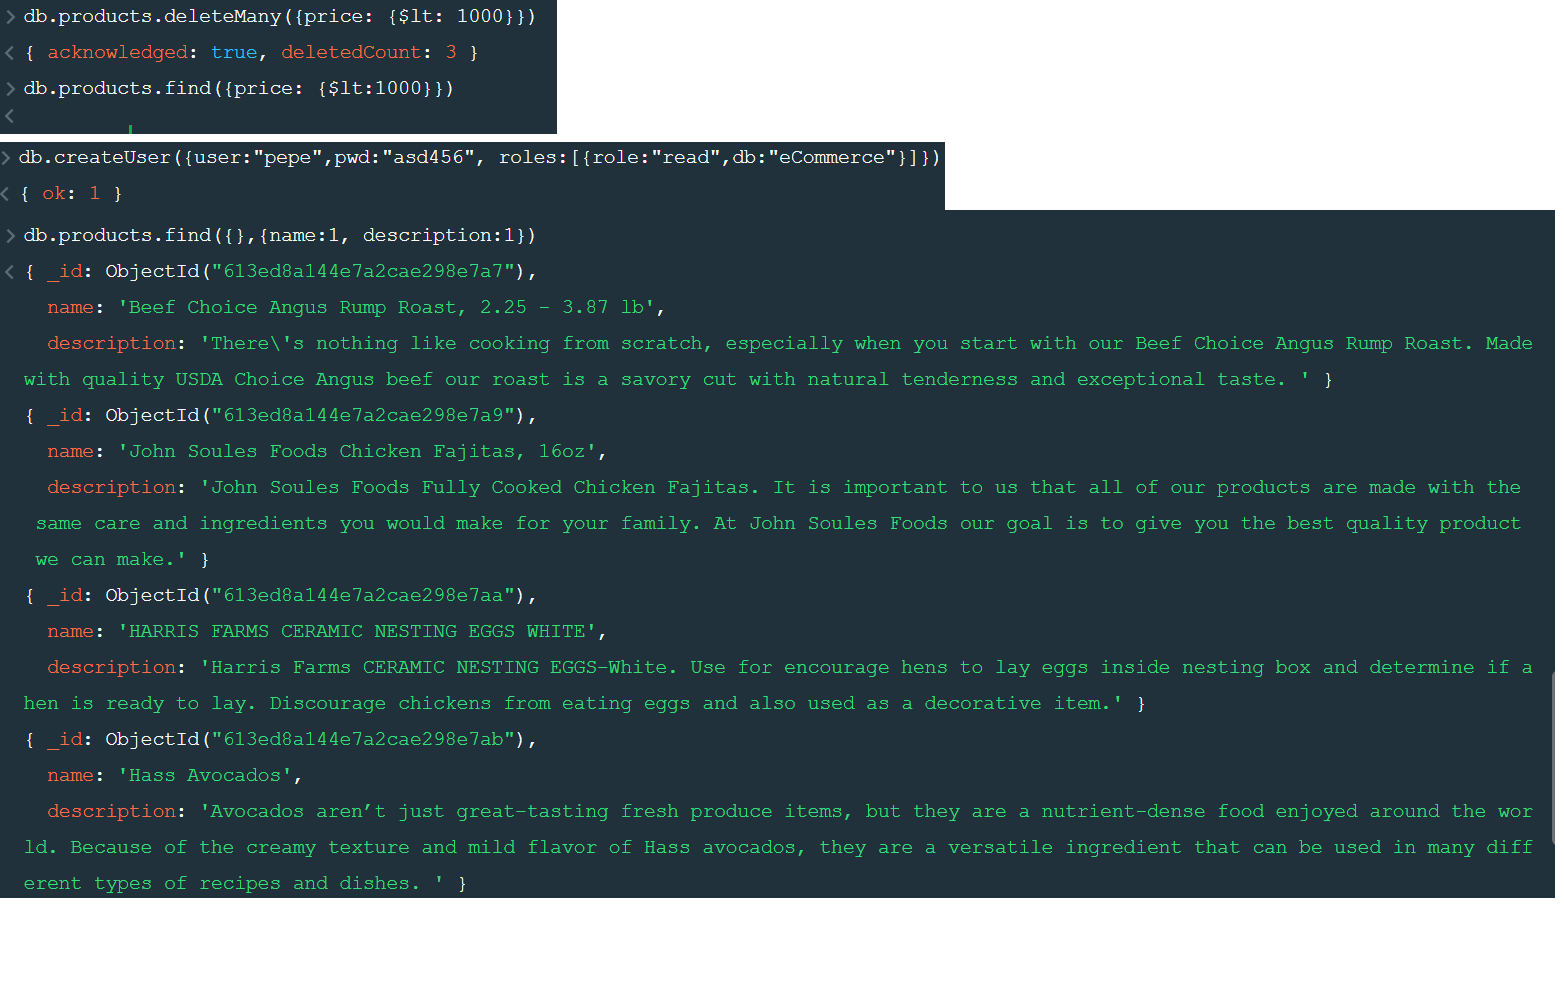 > db.products.deleteMany({price: {$lt: 1000}})
< { acknowledged: true, deletedCount: 3 }
> db.products.find({price: {$lt:1000}})
<
> db.createUser({user:"pepe",pwd:"asd456", roles:[{role:"read",db:"eCommerce"}]})
< { ok: 1 }
> db.products.find({},{name:1, description:1})
< { _id: ObjectId("613ed8a144e7a2cae298e7a7"),
name: 'Beef Choice Angus Rump Roast, 2.25 - 3.87 lb',
description: 'There\'s nothing like cooking from scratch, especially when you start with our Beef Choice Angus Rump Roast. Made
with quality USDA Choice Angus beef our roast is a savory cut with natural tenderness and exceptional taste. ' }
{ _id: ObjectId("613ed8a144e7a2cae298e7a9"),
name: 'John Soules Foods Chicken Fajitas, 16oz',
description: 'John Soules Foods Fully Cooked Chicken Fajitas. It is important to us that all of our products are made with the
same care and ingredients you would make for your family. At John Soules Foods our goal is to give you the best quality product
we can make.' }
{ _id: ObjectId("613ed8a144e7a2cae298e7aa"),
name: 'HARRIS FARMS CERAMIC NESTING EGGS WHITE',
description: 'Harris Farms CERAMIC NESTING EGGS-White. Use for encourage hens to lay eggs inside nesting box and determine if a
hen is ready to lay. Discourage chickens from eating eggs and also used as a decorative item.' }
{ _id: ObjectId("613ed8a144e7a2cae298e7ab"),
name: 'Hass Avocados',
description: 'Avocados aren’t just great-tasting fresh produce items, but they are a nutrient-dense food enjoyed around the wor
ld. Because of the creamy texture and mild flavor of Hass avocados, they are a versatile ingredient that can be used in many diff
erent types of recipes and dishes. ' }